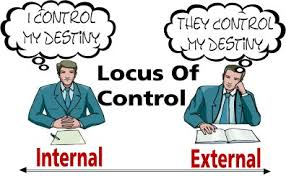 I CONTROL
MY DESTINY
THEY CONTROL
MY DESTINY
Locus Of
Control
Internal
External